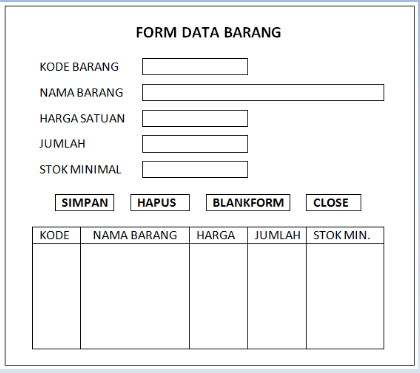 FORM DATA BARANG
KODE BARANG
NAMA BARANG
HARGA SATUAN
JUMLAH
STOK MINIMAL
SIMPAN HAPUS BLANKFORM CLOSE
KODE NAMA BARANG HARGA JUMLAH STOK MIN.